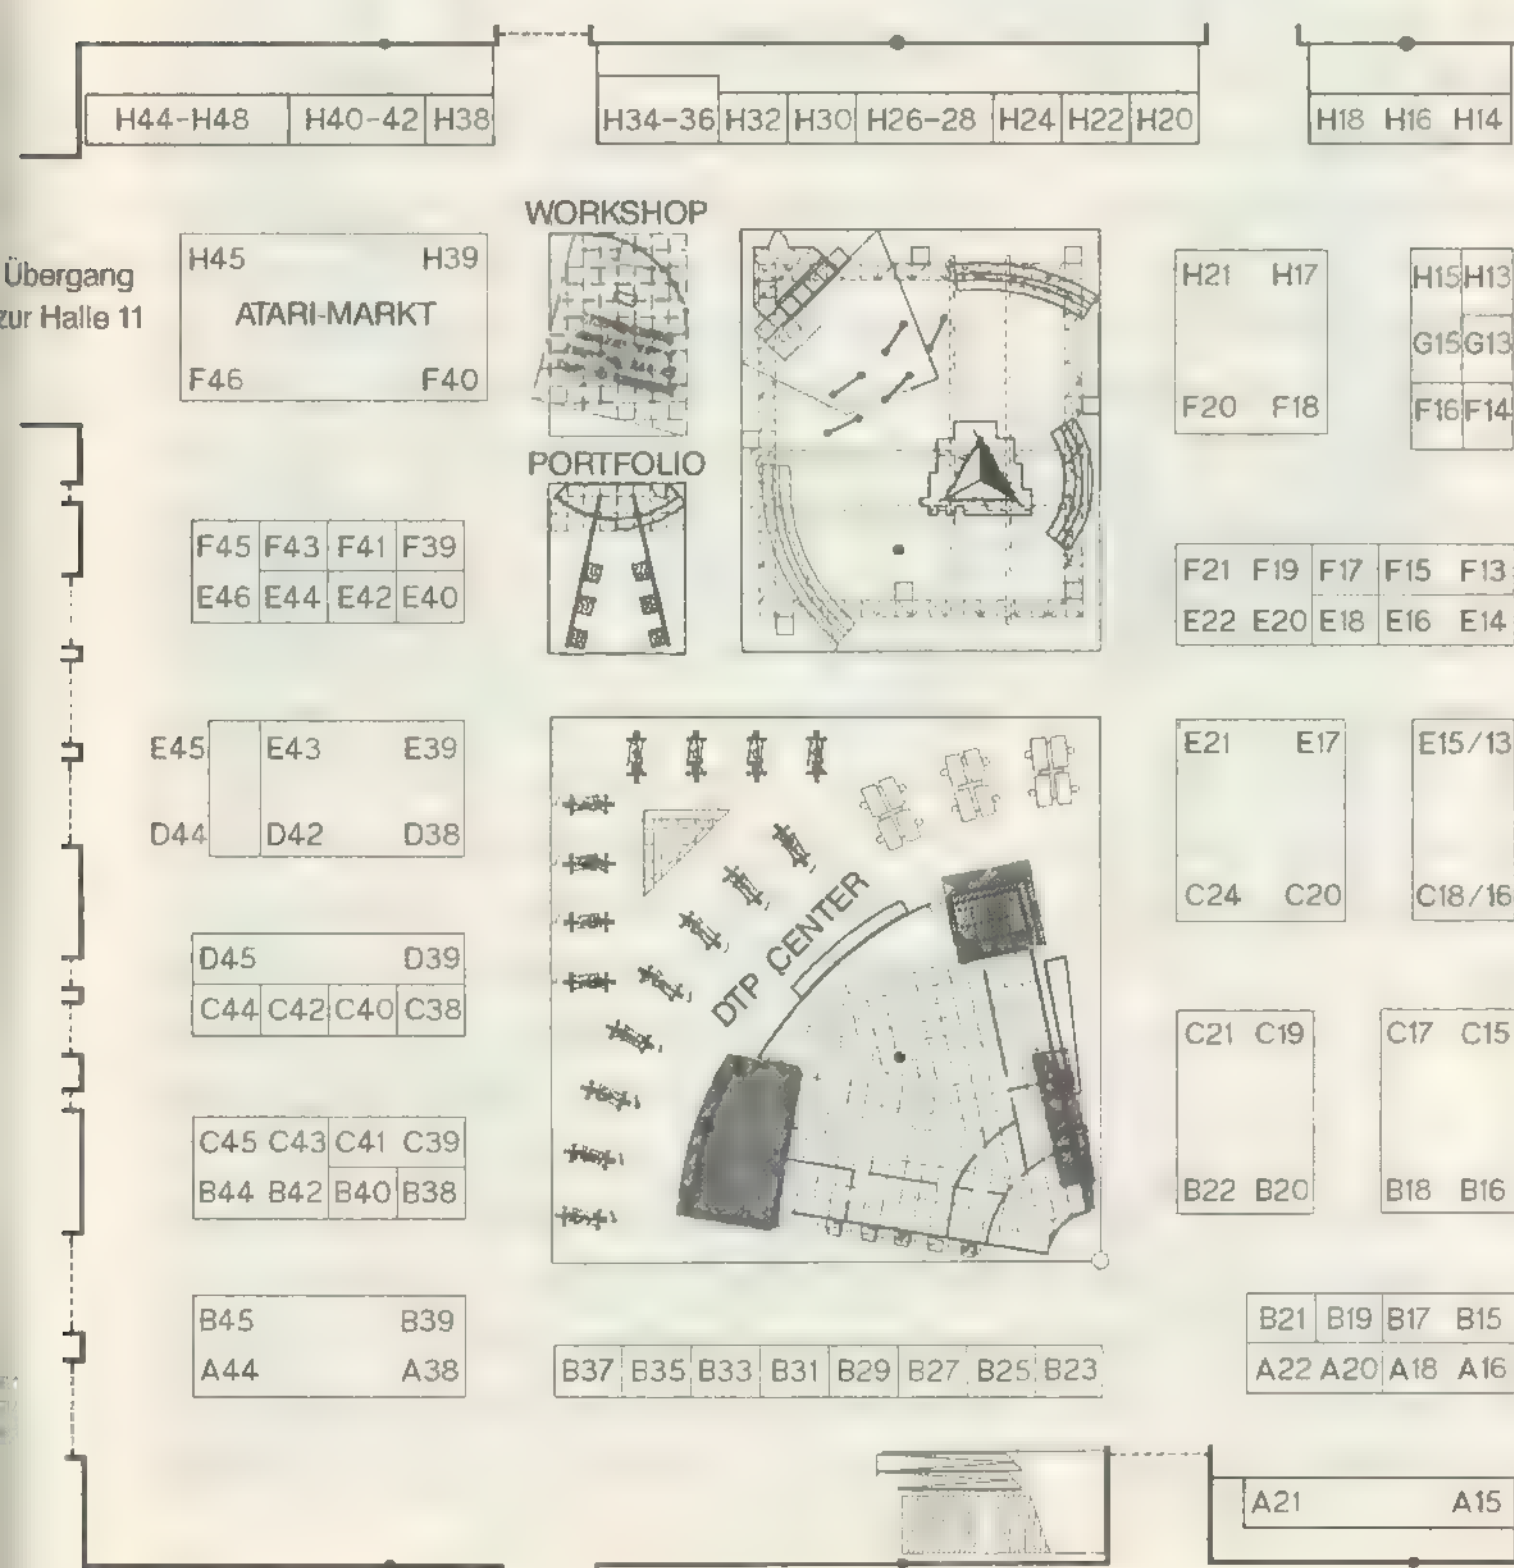 H44-H48 H40-42 H38 H34-36 H32 H30 H26-28 H24 H22 H20 H18 H16 H14
WORKSHOP
Übergang
zur Halle 11
H45 H39
ATARI-MARKT
F46 F40
H21 H17
F20 F18
H15 H13
G15 G13
F16 F14
PORTFOLIO
F45 F43 F41 F39
E46 E44 E42 E40
F21 F19 F17 F15 F13
E22 E20 E18 E16 E14
E45 E43 E39
D44 D42 D38
E21 E17
C24 C20
E15/13
C18/16
DTP CENTER
D45 D39
C44 C42 C40 C38
C21 C19
B22 B20
C17 C15
B18 B16
C45 C43 C41 C39
B44 B42 B40 B38
B45 B39
A44 A38
B37 B35 B33 B31 B29 B27 B25 B23
B21 B19 B17 B15
A22 A20 A18 A16
A21 A15